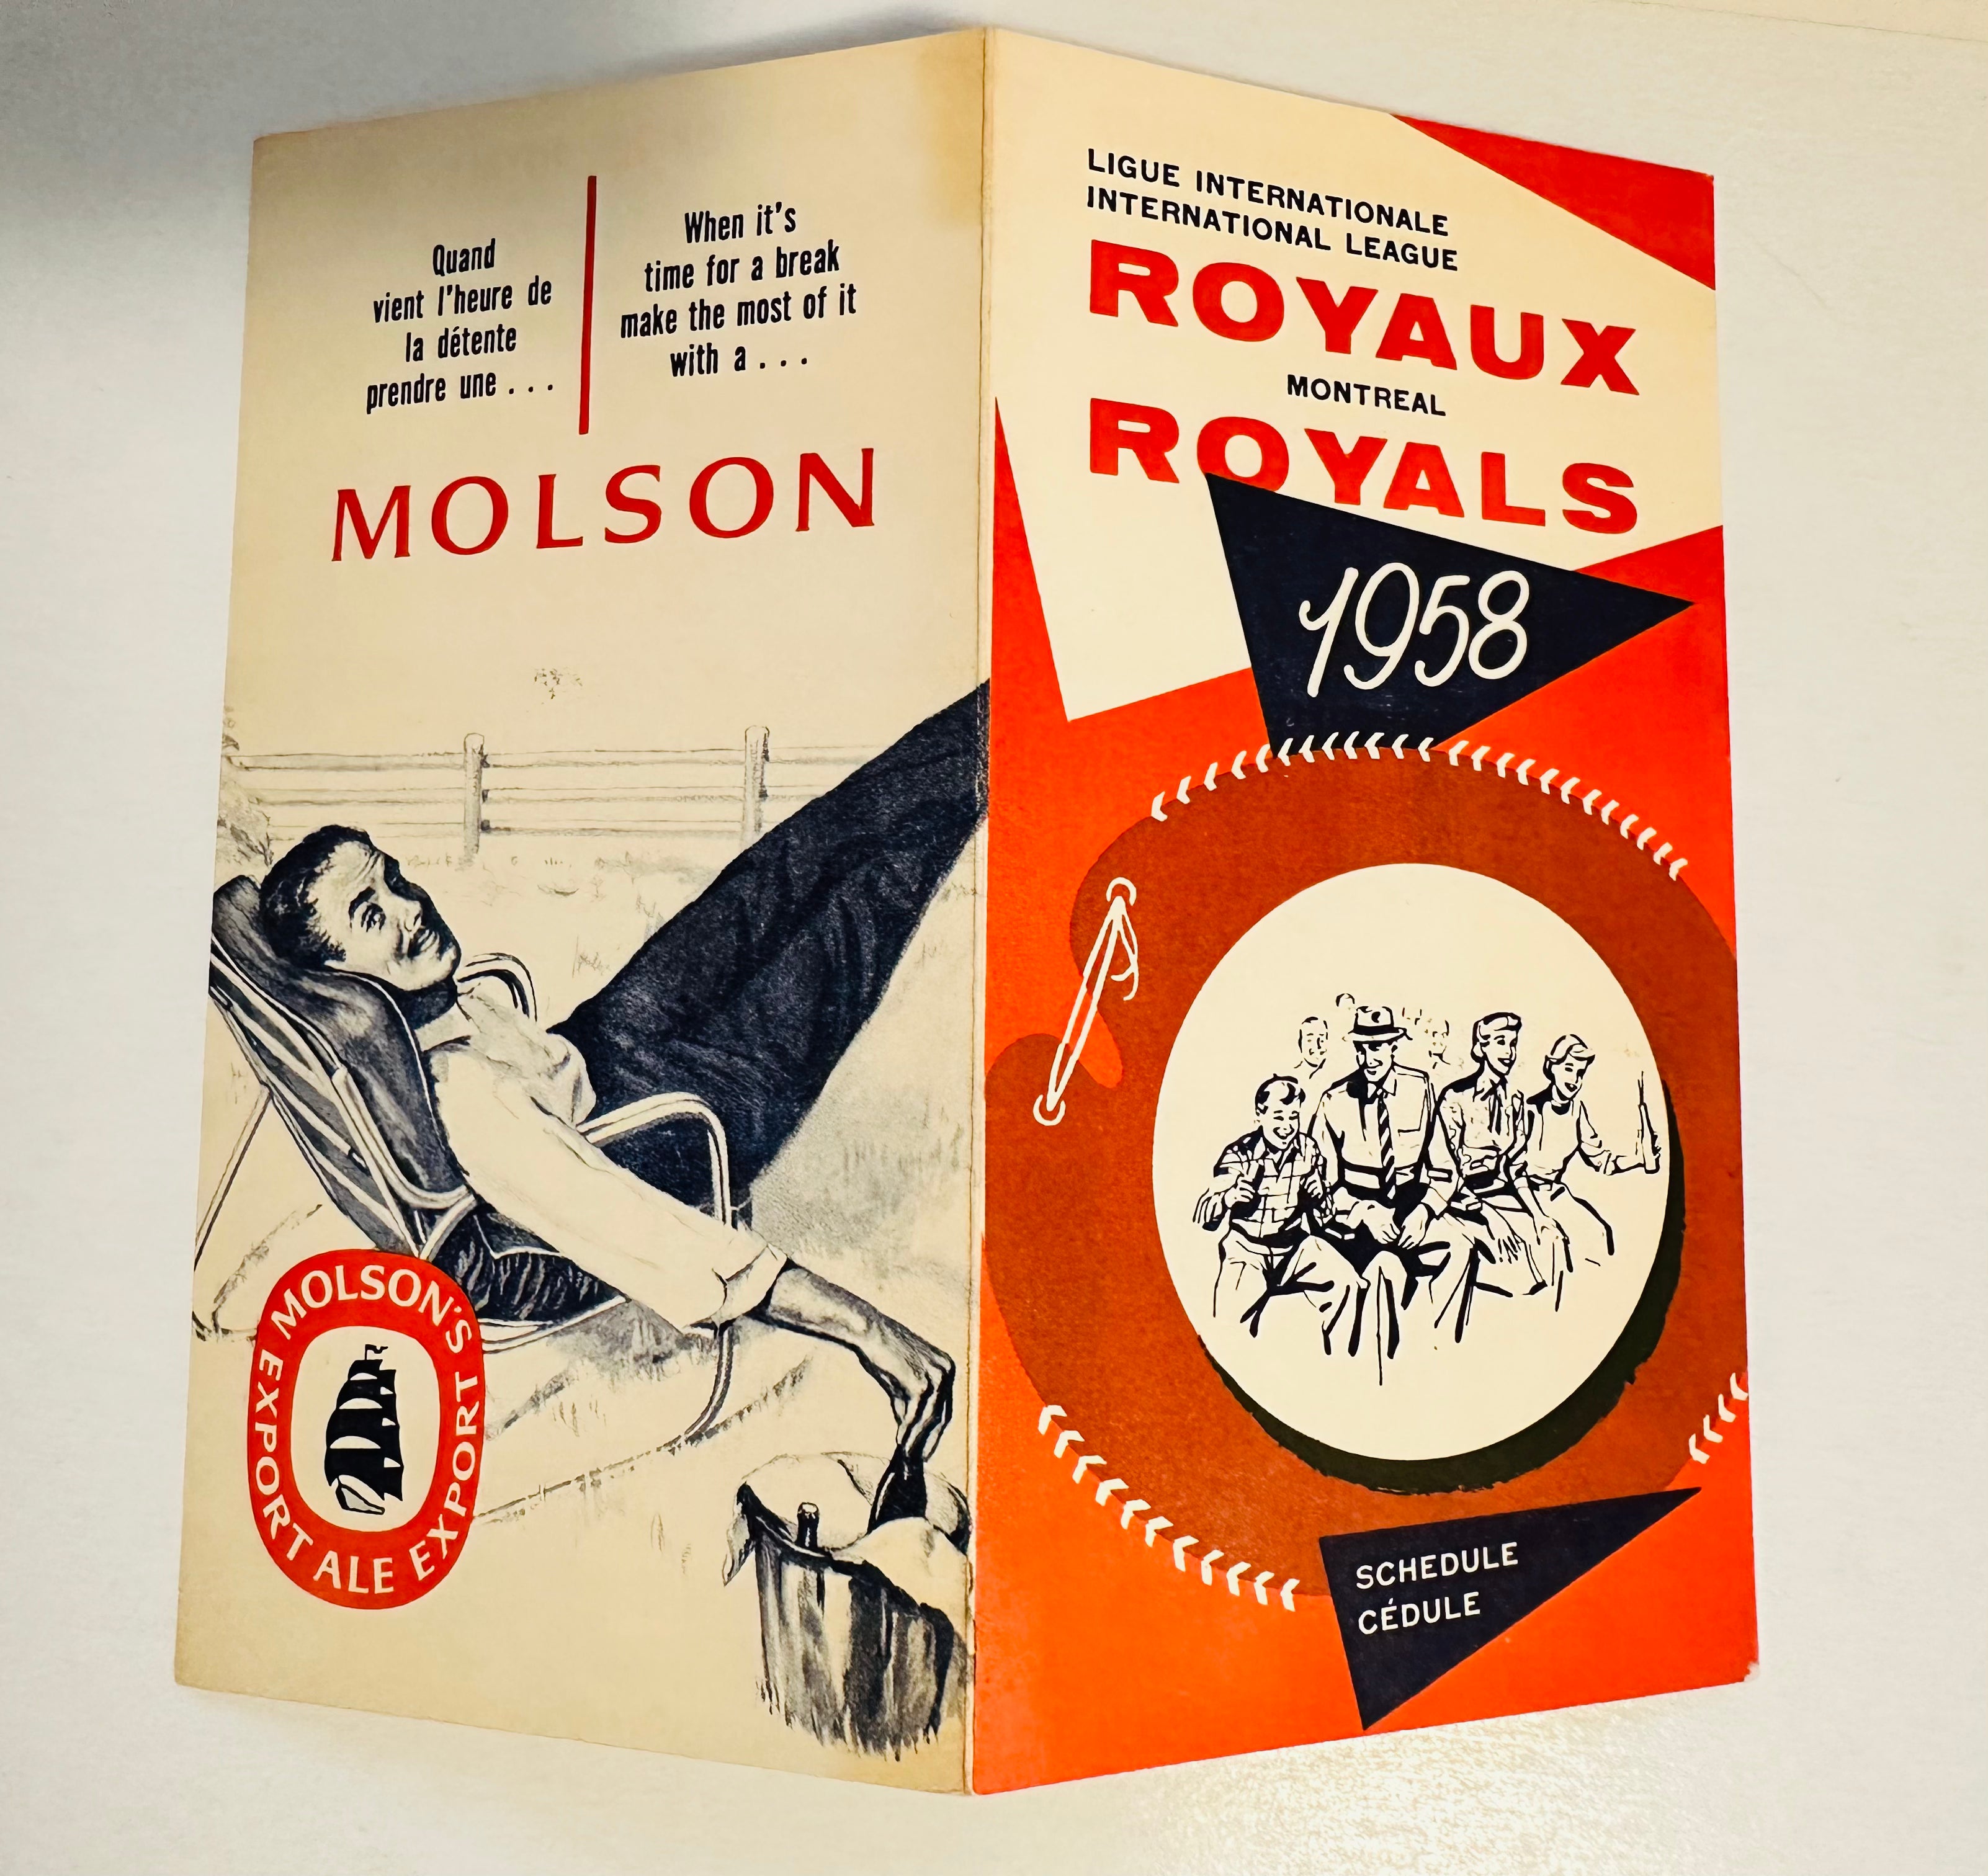 Quand
vient l'heure de
la détente
prendre une . . .
When it's
time for a break
make the most of it
with a . . .
MOLSON
MOLSON'S EXPORT ALE EXPORT
LIGUE INTERNATIONALE
INTERNATIONAL LEAGUE
ROYAUX
MONTREAL
ROYALS
1958
SCHEDULE
CÉDULE